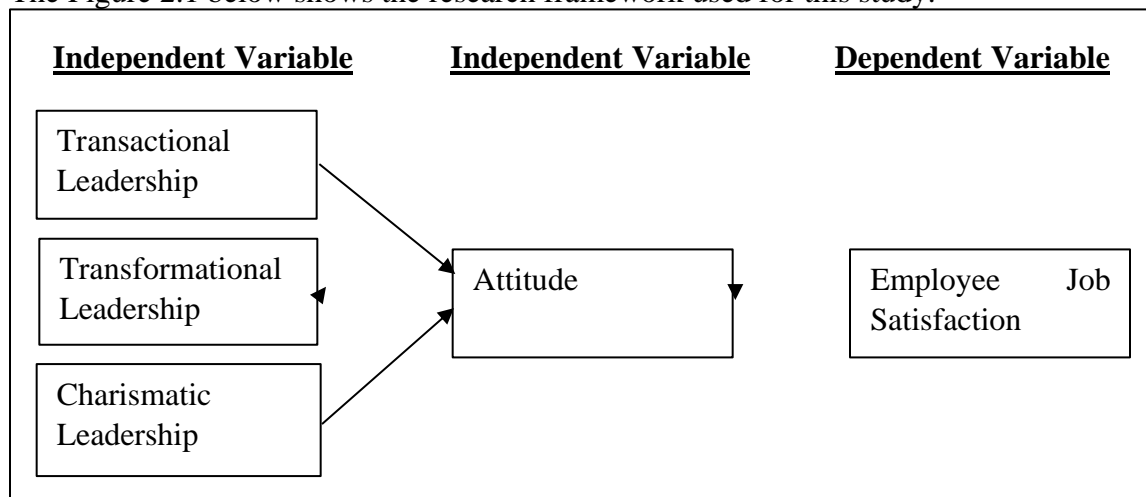 The Figure 2.1 below shows the research framework used for this study.
Independent Variable Independent Variable Dependent Variable
Transactional
Leadership
Transformational
Leadership
Attitude
Employee Job
Satisfaction
Charismatic
Leadership